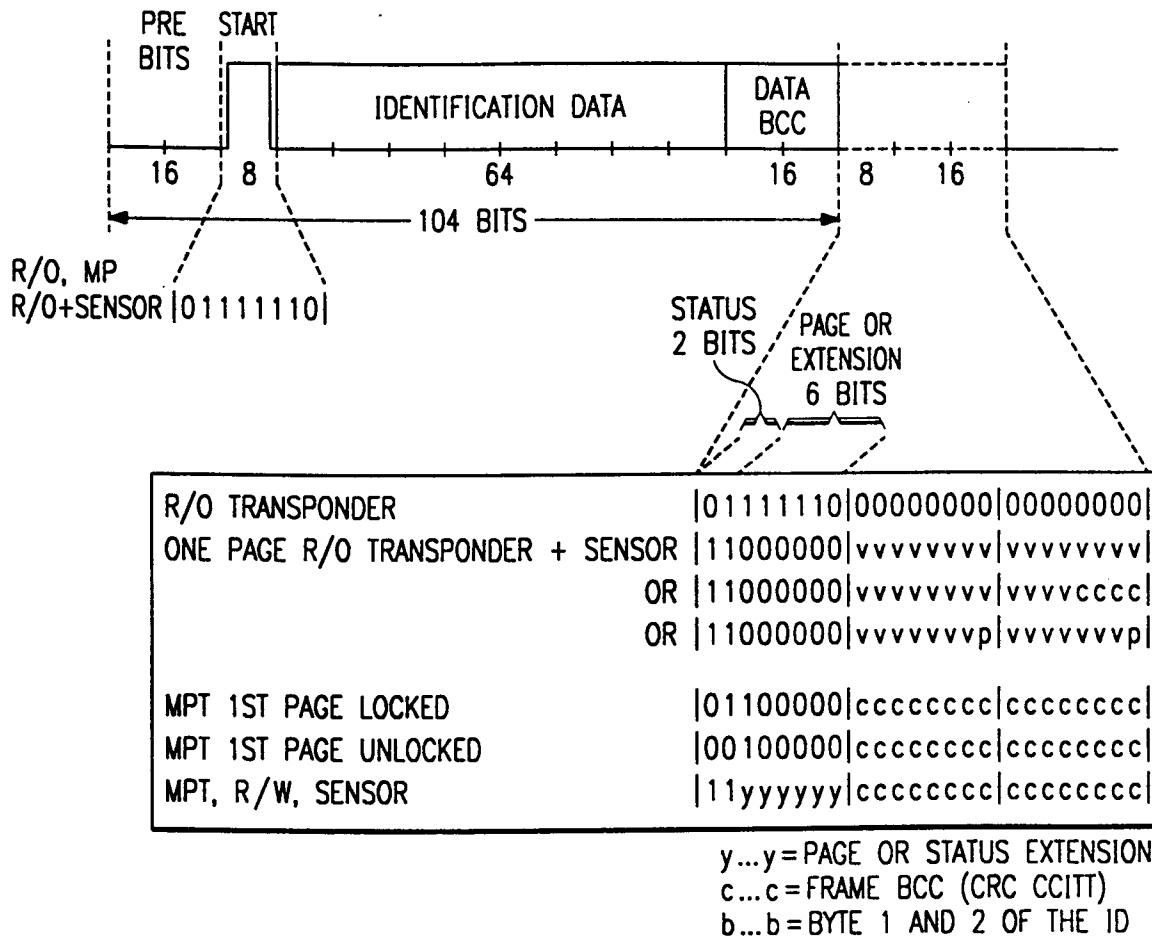 PRE BITS
START
IDENTIFICATION DATA
DATA BCC
16 8 64 16 8 16
104 BITS
R/O, MP
R/O+SENSOR |01111110|
STATUS
2 BITS
PAGE OR
EXTENSION
6 BITS
R/O TRANSPONDER |01111110|00000000|00000000|
ONE PAGE R/O TRANSPONDER + SENSOR |11000000|vvvvvvvv|vvvvvvvv|
OR |11000000|vvvvvvvv|vvvvcccc|
OR |11000000|vvvvvvvp|vvvvvvvp|
MPT 1ST PAGE LOCKED |01100000|cccccccc|cccccccc|
MPT 1ST PAGE UNLOCKED |00100000|cccccccc|cccccccc|
MPT, R/W, SENSOR |11yyyyyy|cccccccc|cccccccc|
y...y=PAGE OR STATUS EXTENSION
c...c=FRAME BCC (CRC CCITT)
b...b=BYTE 1 AND 2 OF THE ID